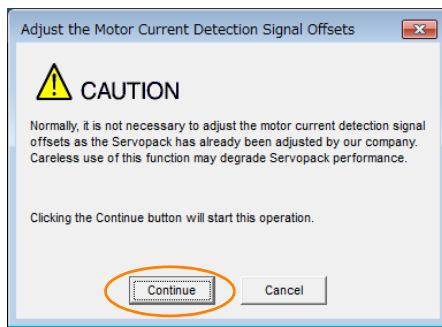 Adjust the Motor Current Detection Signal Offsets
CAUTION
Normally, it is not necessary to adjust the motor current detection signal
offsets as the Servopack has already been adjusted by our company.
Careless use of this function may degrade Servopack performance.
Clicking the Continue button will start this operation.
Continue Cancel